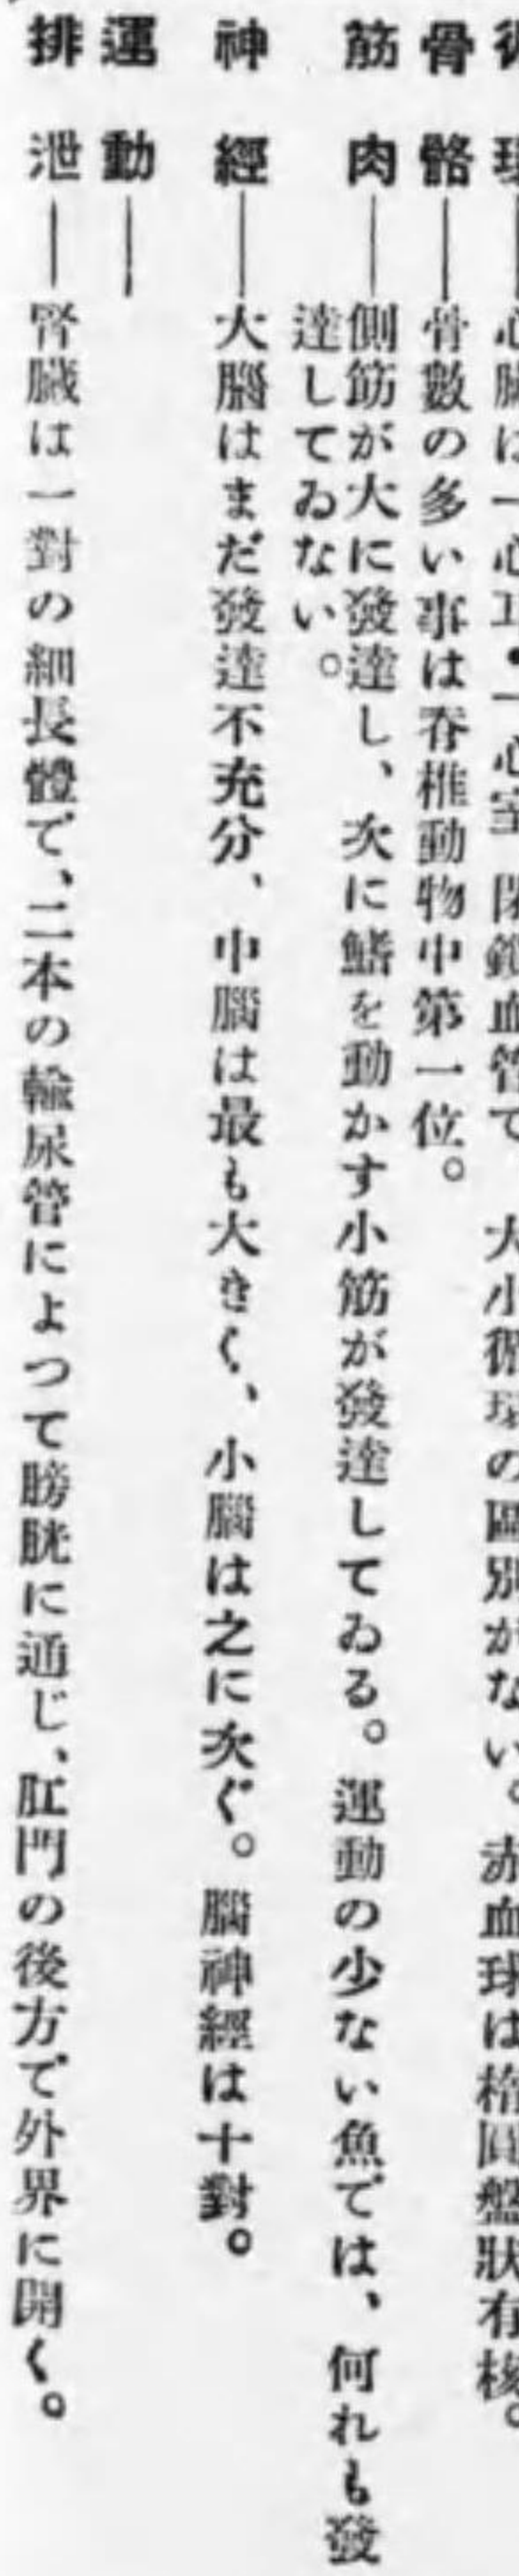 環──心臓は一心耳・一心室 閉鎖血管で 大小循環の區別がない。赤血球は楕圓盤狀有核。
骨骼──骨數の多い事は脊椎動物中第一位。
筋肉──側筋が大に發達し、次に鰭を動かす小筋が發達してゐる。運動の少ない魚では、何れも發
達してゐない。
神經──大腦はまだ發達不充分、中腦は最も大きく、小腦は之に次ぐ。腦神經は十對。
運動──
排泄──腎臟は一對の細長體で、二本の輸尿管によつて膀胱に通じ、肛門の後方で外界に開く。